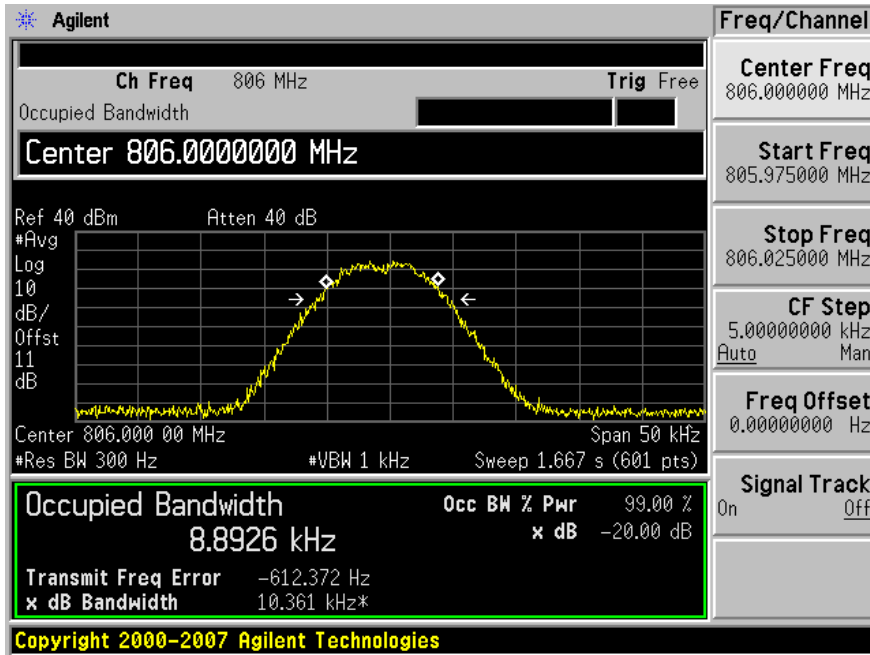 Agilent
Freq/Channel
Ch Freq 806 MHz Trig Free
Occupied Bandwidth
Center 806.0000000 MHz
Ref 40 dBm Atten 40 dB
#Avg
Log
10
dB/
Offst
11
dB
Center 806.000 00 MHz Span 50 kHz
#Res BW 300 Hz #VBW 1 kHz Sweep 1.667 s (601 pts)
Occupied Bandwidth
8.8926 kHz
Occ BW % Pwr 99.00 %
x dB -20.00 dB
Transmit Freq Error -612.372 Hz
x dB Bandwidth 10.361 kHz*
Center Freq
806.000000 MHz
Start Freq
805.975000 MHz
Stop Freq
806.025000 MHz
CF Step
5.00000000 kHz
Auto Man
Freq Offset
0.00000000 Hz
Signal Track
On Off
Copyright 2000-2007 Agilent Technologies